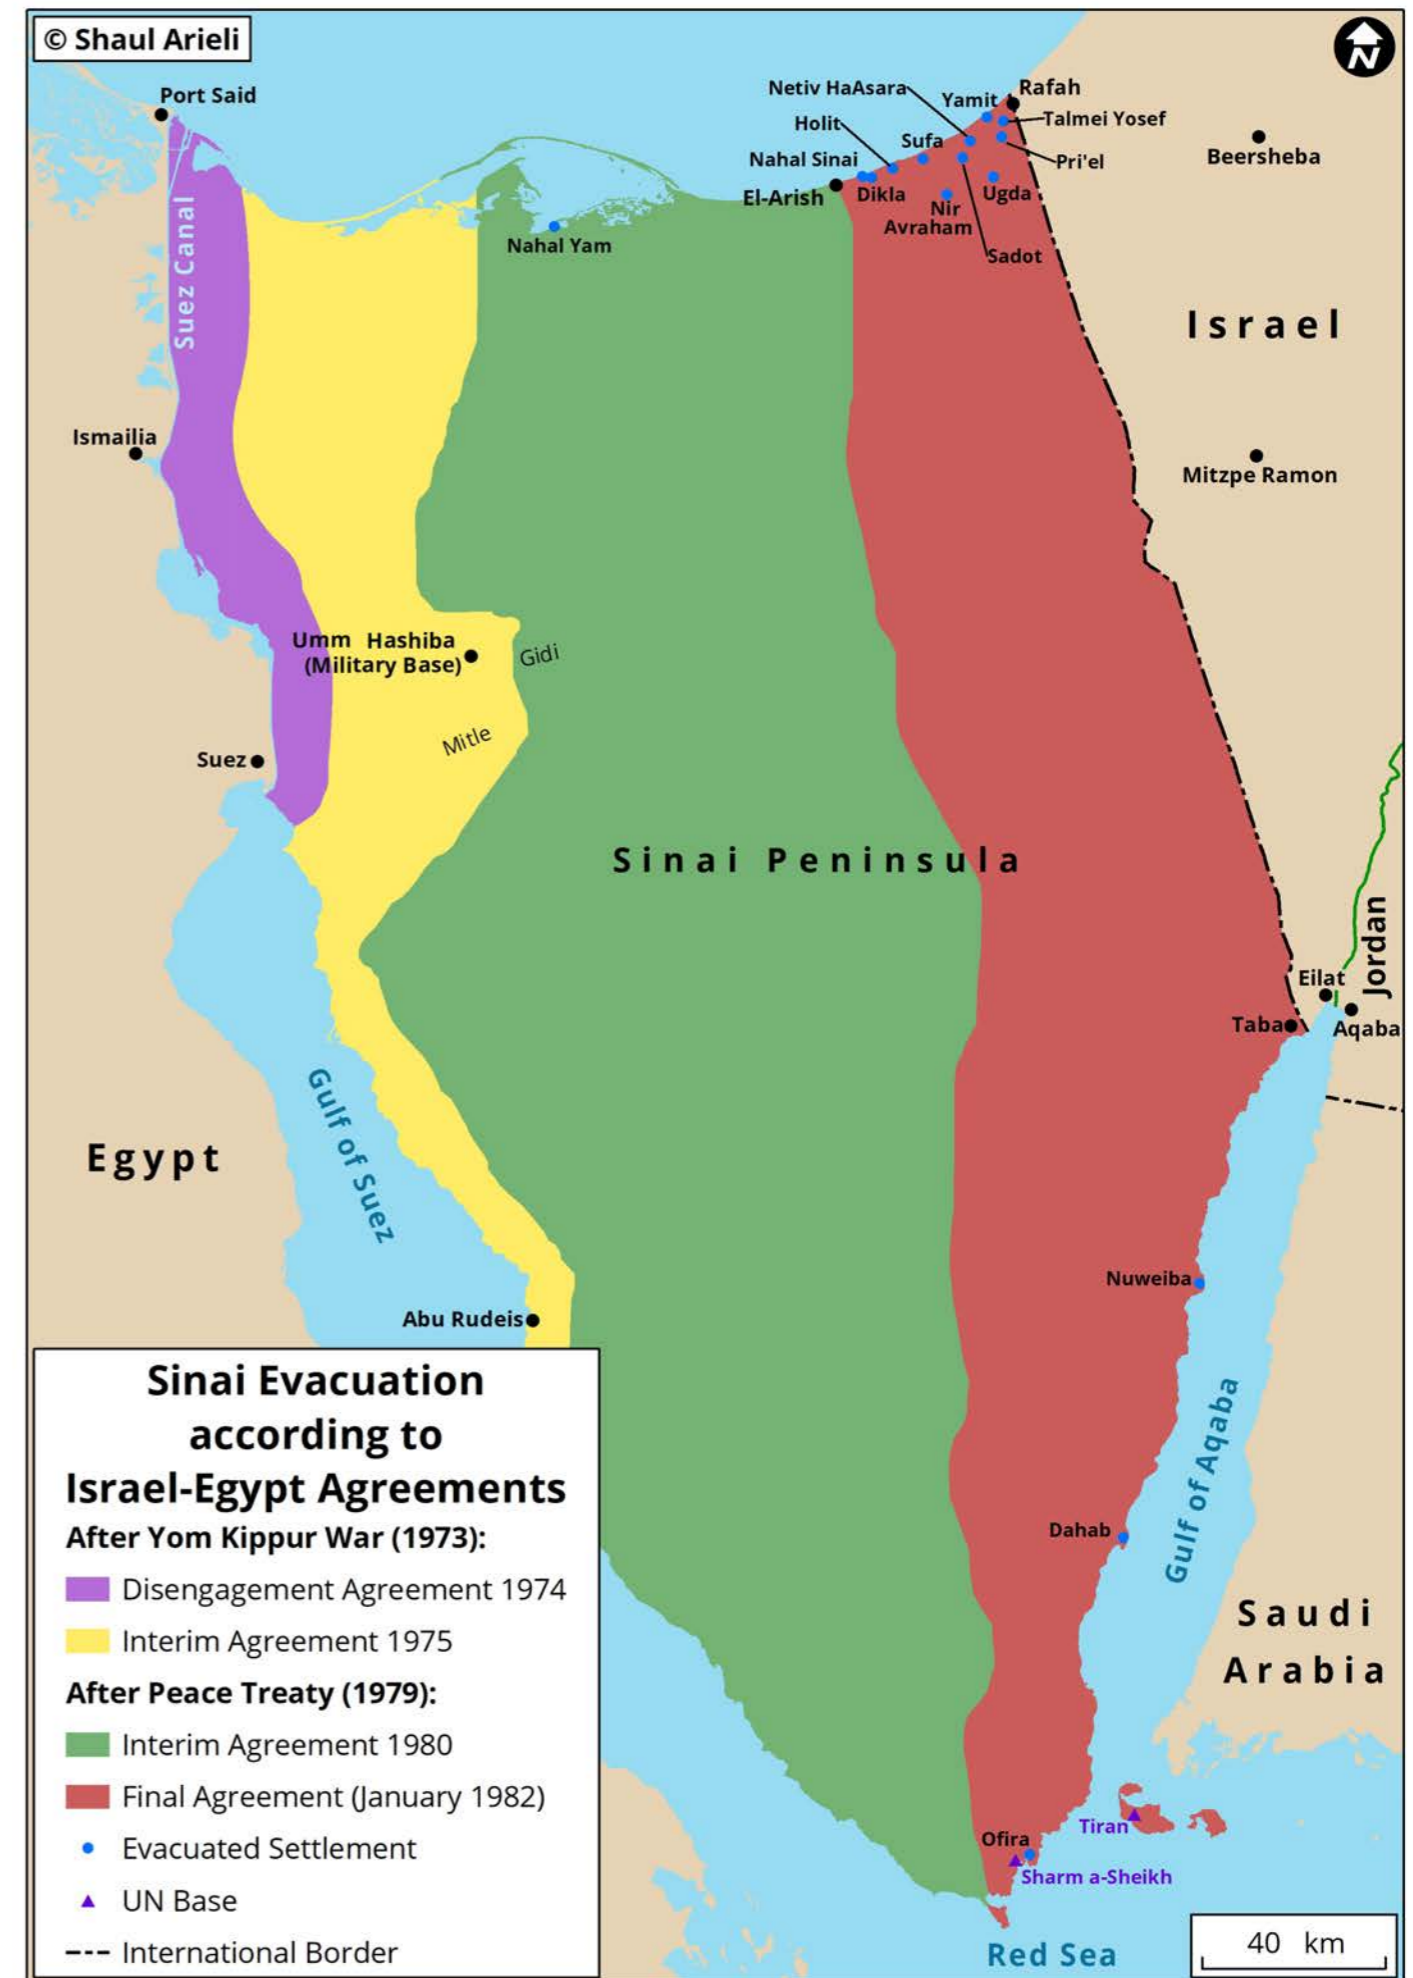 © Shaul Arieli
N
Port Said
Netiv HaAsara
Yamit
Rafah
Talmei Yosef
Holit
Sufa
Nahal Sinai
Pri'el
Beersheba
El-Arish
Dikla
Ugda
Nir
Avraham
Sadot
Nahal Yam
Suez Canal
Israel
Ismailia
Mitzpe Ramon
Umm Hashiba
(Military Base)
Gidi
Mitle
Suez
Sinai Peninsula
Jordan
Eilat
Taba
Aqaba
Gulf of Suez
Egypt
Nuweiba
Abu Rudeis
Gulf of Aqaba
Dahab
Saudi
Arabia
Tiran
Ofira
Sharm a-Sheikh
Red Sea
40 km
Sinai Evacuation
according to
Israel-Egypt Agreements
After Yom Kippur War (1973):
Disengagement Agreement 1974
Interim Agreement 1975
After Peace Treaty (1979):
Interim Agreement 1980
Final Agreement (January 1982)
Evacuated Settlement
UN Base
International Border